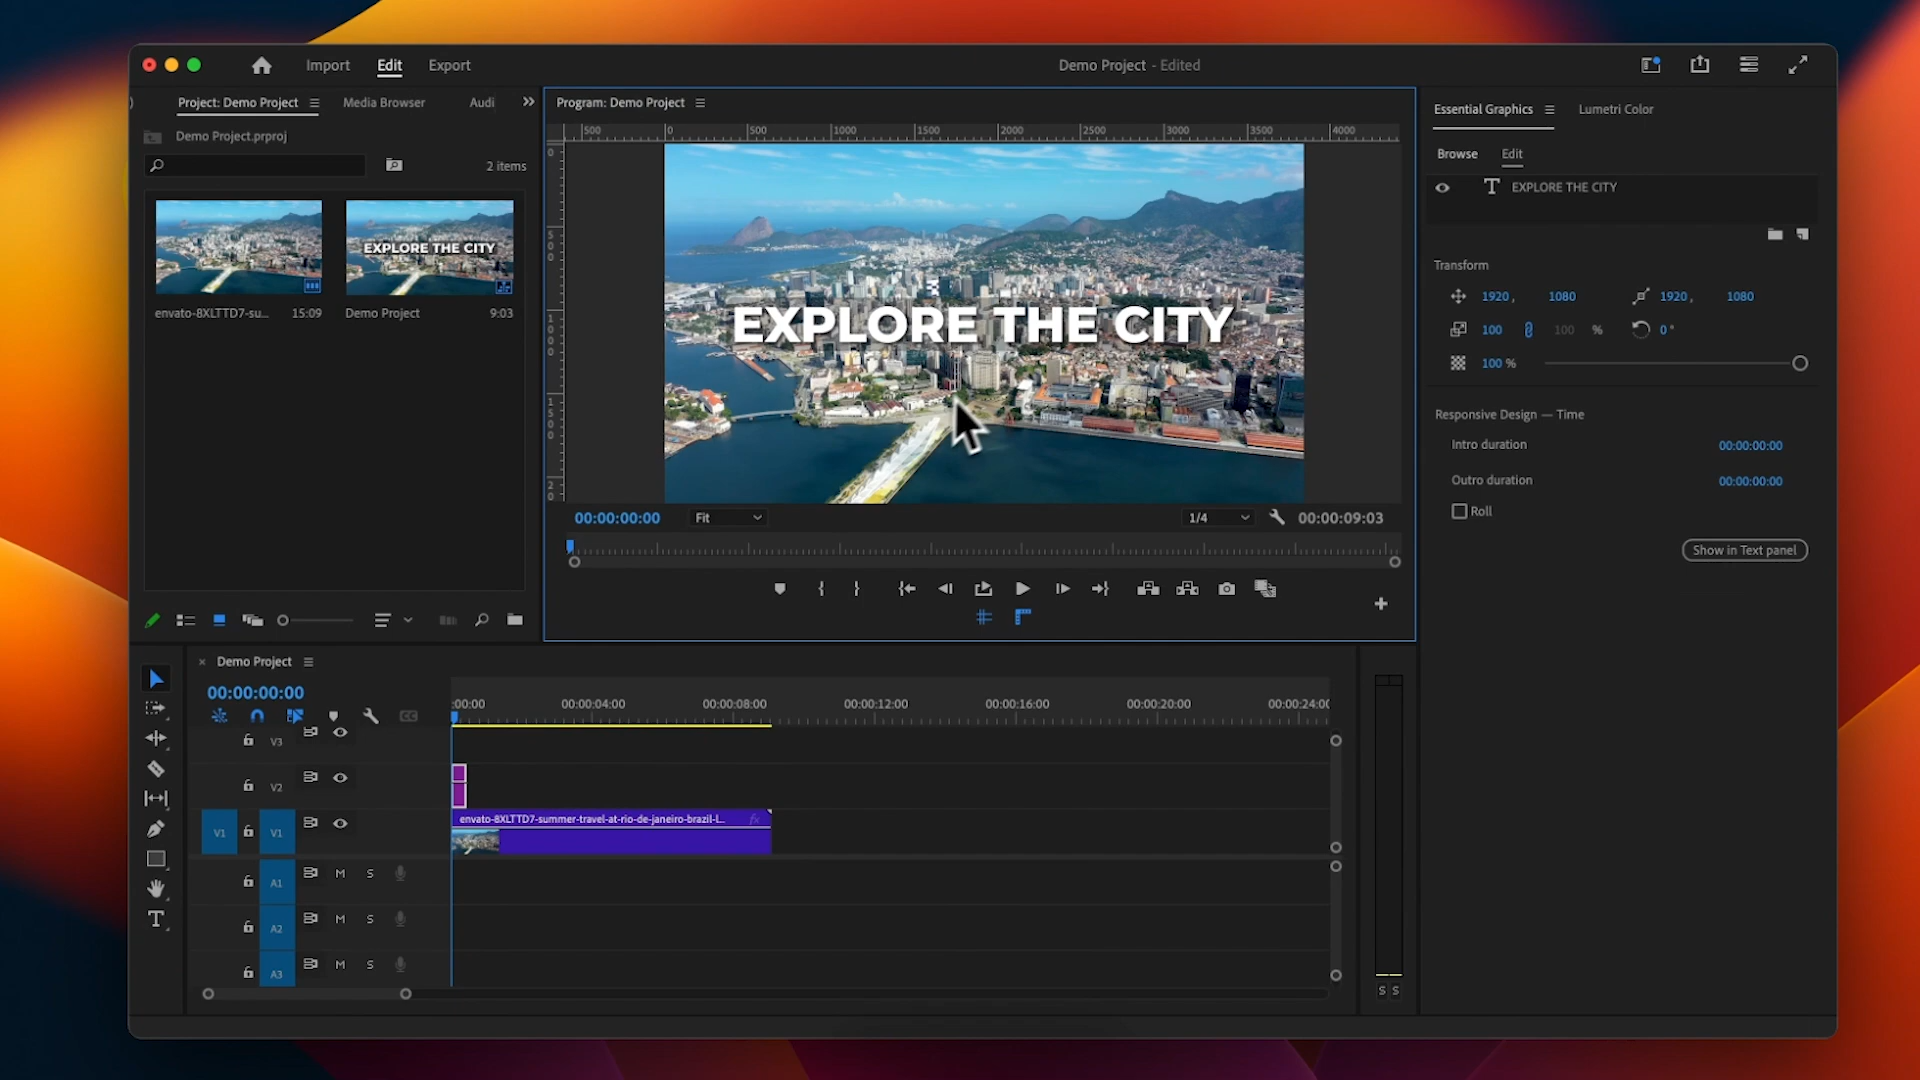 Import Edit Export
Demo Project - Edited
Project: Demo Project
Media Browser
Audi
Demo Project.prproj
2 items
EXPLORE THE CITY
envato-8XLTTD7-su... 15:09
Demo Project 9:03
Program: Demo Project
500 0 500 1000 1500 2000 2500 3000 3500 4000
0
500
1000
1500
20
EXPLORE THE CITY
00:00:00:00
Fit
1/4
00:00:09:03
Essential Graphics
Lumetri Color
Browse Edit
EXPLORE THE CITY
Transform
1920 , 1080 1920 , 1080
100 100 % 0 °
100 %
Responsive Design — Time
Intro duration 00:00:00:00
Outro duration 00:00:00:00
Roll
Show in Text panel
Demo Project
00:00:00:00
CC
:00:00 00:00:04:00 00:00:08:00 00:00:12:00 00:00:16:00 00:00:20:00 00:00:24:00
V3
V2
V1 V1
envato-8XLTTD7-summer-travel-at-rio-de-janeiro-brazil-l... fx
A1 M S
A2 M S
A3 M S
S S